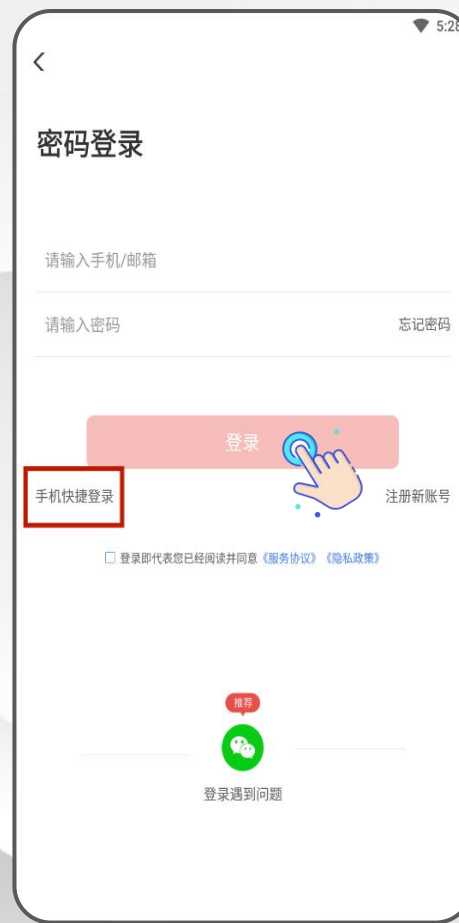 5:28
密码登录
请输入手机/邮箱
请输入密码 忘记密码
登录
手机快捷登录 注册新账号
登录即代表您已经阅读并同意《服务协议》《隐私政策》
推荐
登录遇到问题